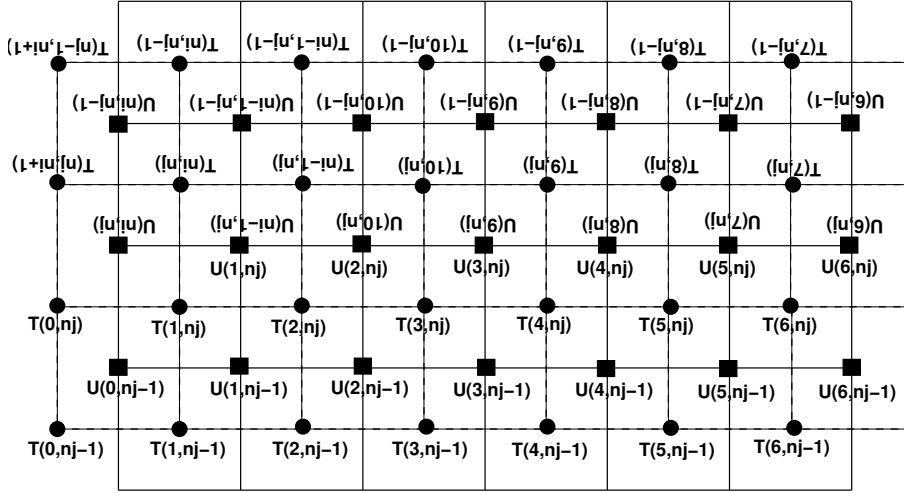 T(nj−1,ni+1 T(ni,nj−1) T(ni−1,nj−1) T(10,nj−1) T(9,nj−1) T(8,nj−1) T(7,nj−1)
U(ni,nj−1) U(ni−1,nj−1) U(10,nj−1) U(9,nj−1) U(8,nj−1) U(7,nj−1) U(6,nj−1)
T(nj,ni+1 T(ni,nj) T(ni−1,nj) T(10,nj) T(9,nj) T(8,nj) T(7,nj)
U(ni,nj) U(ni−1,nj) U(10,nj) U(9,nj) U(8,nj) U(7,nj) U(6,nj)
U(1,nj) U(2,nj) U(3,nj) U(4,nj) U(5,nj) U(6,nj)
T(0,nj) T(1,nj) T(2,nj) T(3,nj) T(4,nj) T(5,nj) T(6,nj)
U(0,nj−1) U(1,nj−1) U(2,nj−1) U(3,nj−1) U(4,nj−1) U(5,nj−1) U(6,nj−1)
T(0,nj−1) T(1,nj−1) T(2,nj−1) T(3,nj−1) T(4,nj−1) T(5,nj−1) T(6,nj−1)